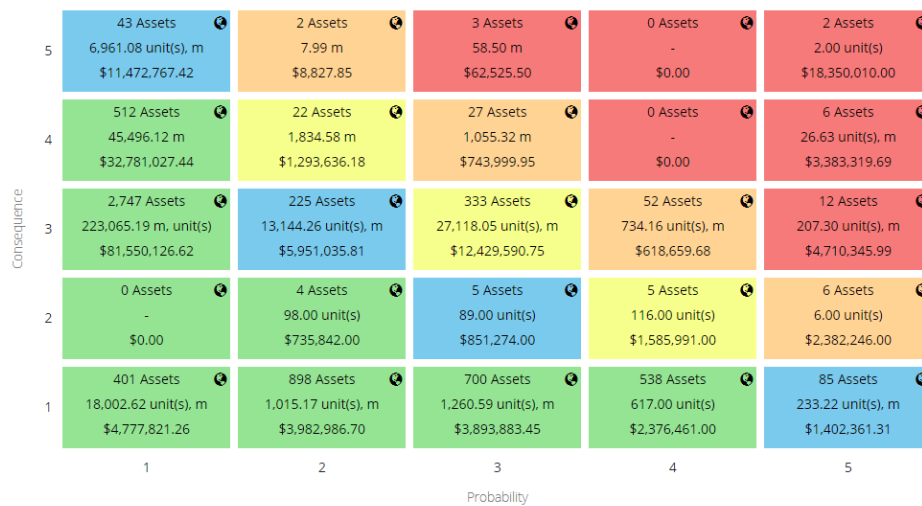 43 Assets
6,961.08 unit(s), m
$11,472,767.42
2 Assets
7.99 m
$8,827.85
3 Assets
58.50 m
$62,525.50
0 Assets
-
$0.00
2 Assets
2.00 unit(s)
$18,350,010.00
5
512 Assets
45,496.12 m
$32,781,027.44
22 Assets
1,834.58 m
$1,293,636.18
27 Assets
1,055.32 m
$743,999.95
0 Assets
-
$0.00
6 Assets
26.63 unit(s), m
$3,383,319.69
4
Consequence
2,747 Assets
223,065.19 m, unit(s)
$81,550,126.62
225 Assets
13,144.26 unit(s), m
$5,951,035.81
333 Assets
27,118.05 unit(s), m
$12,429,590.75
52 Assets
734.16 unit(s), m
$618,659.68
12 Assets
207.30 unit(s), m
$4,710,345.99
3
0 Assets
-
$0.00
4 Assets
98.00 unit(s)
$735,842.00
5 Assets
89.00 unit(s)
$851,274.00
5 Assets
116.00 unit(s)
$1,585,991.00
6 Assets
6.00 unit(s)
$2,382,246.00
2
401 Assets
18,002.62 unit(s), m
$4,777,821.26
898 Assets
1,015.17 unit(s), m
$3,982,986.70
700 Assets
1,260.59 unit(s), m
$3,893,883.45
538 Assets
617.00 unit(s)
$2,376,461.00
85 Assets
233.22 unit(s), m
$1,402,361.31
1
1
2
3
4
5
Probability